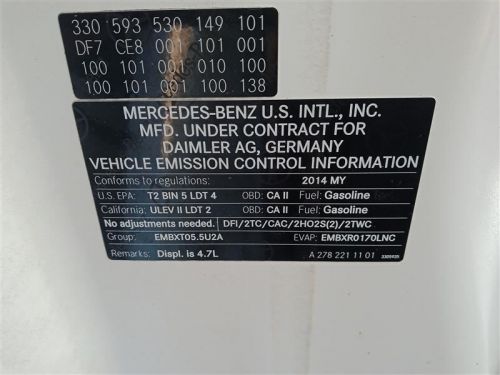 330 593 530 149 101
DF7 CE8 001 101 001
100 101 001 010 100
100 101 001 100 138
MERCEDES-BENZ U.S. INTL., INC.
MFD. UNDER CONTRACT FOR
DAIMLER AG, GERMANY
VEHICLE EMISSION CONTROL INFORMATION
Conforms to regulations: 2014 MY
U.S. EPA: T2 BIN 5 LDT 4 OBD: CA II Fuel: Gasoline
California: ULEV II LDT 2 OBD: CA II Fuel: Gasoline
No adjustments needed. DFI/2TC/CAC/2HO2S(2)/2TWC
Group: EMBXT05.5U2A EVAP: EMBXR0170LNC
Remarks: Displ. is 4.7L A 278 221 11 01